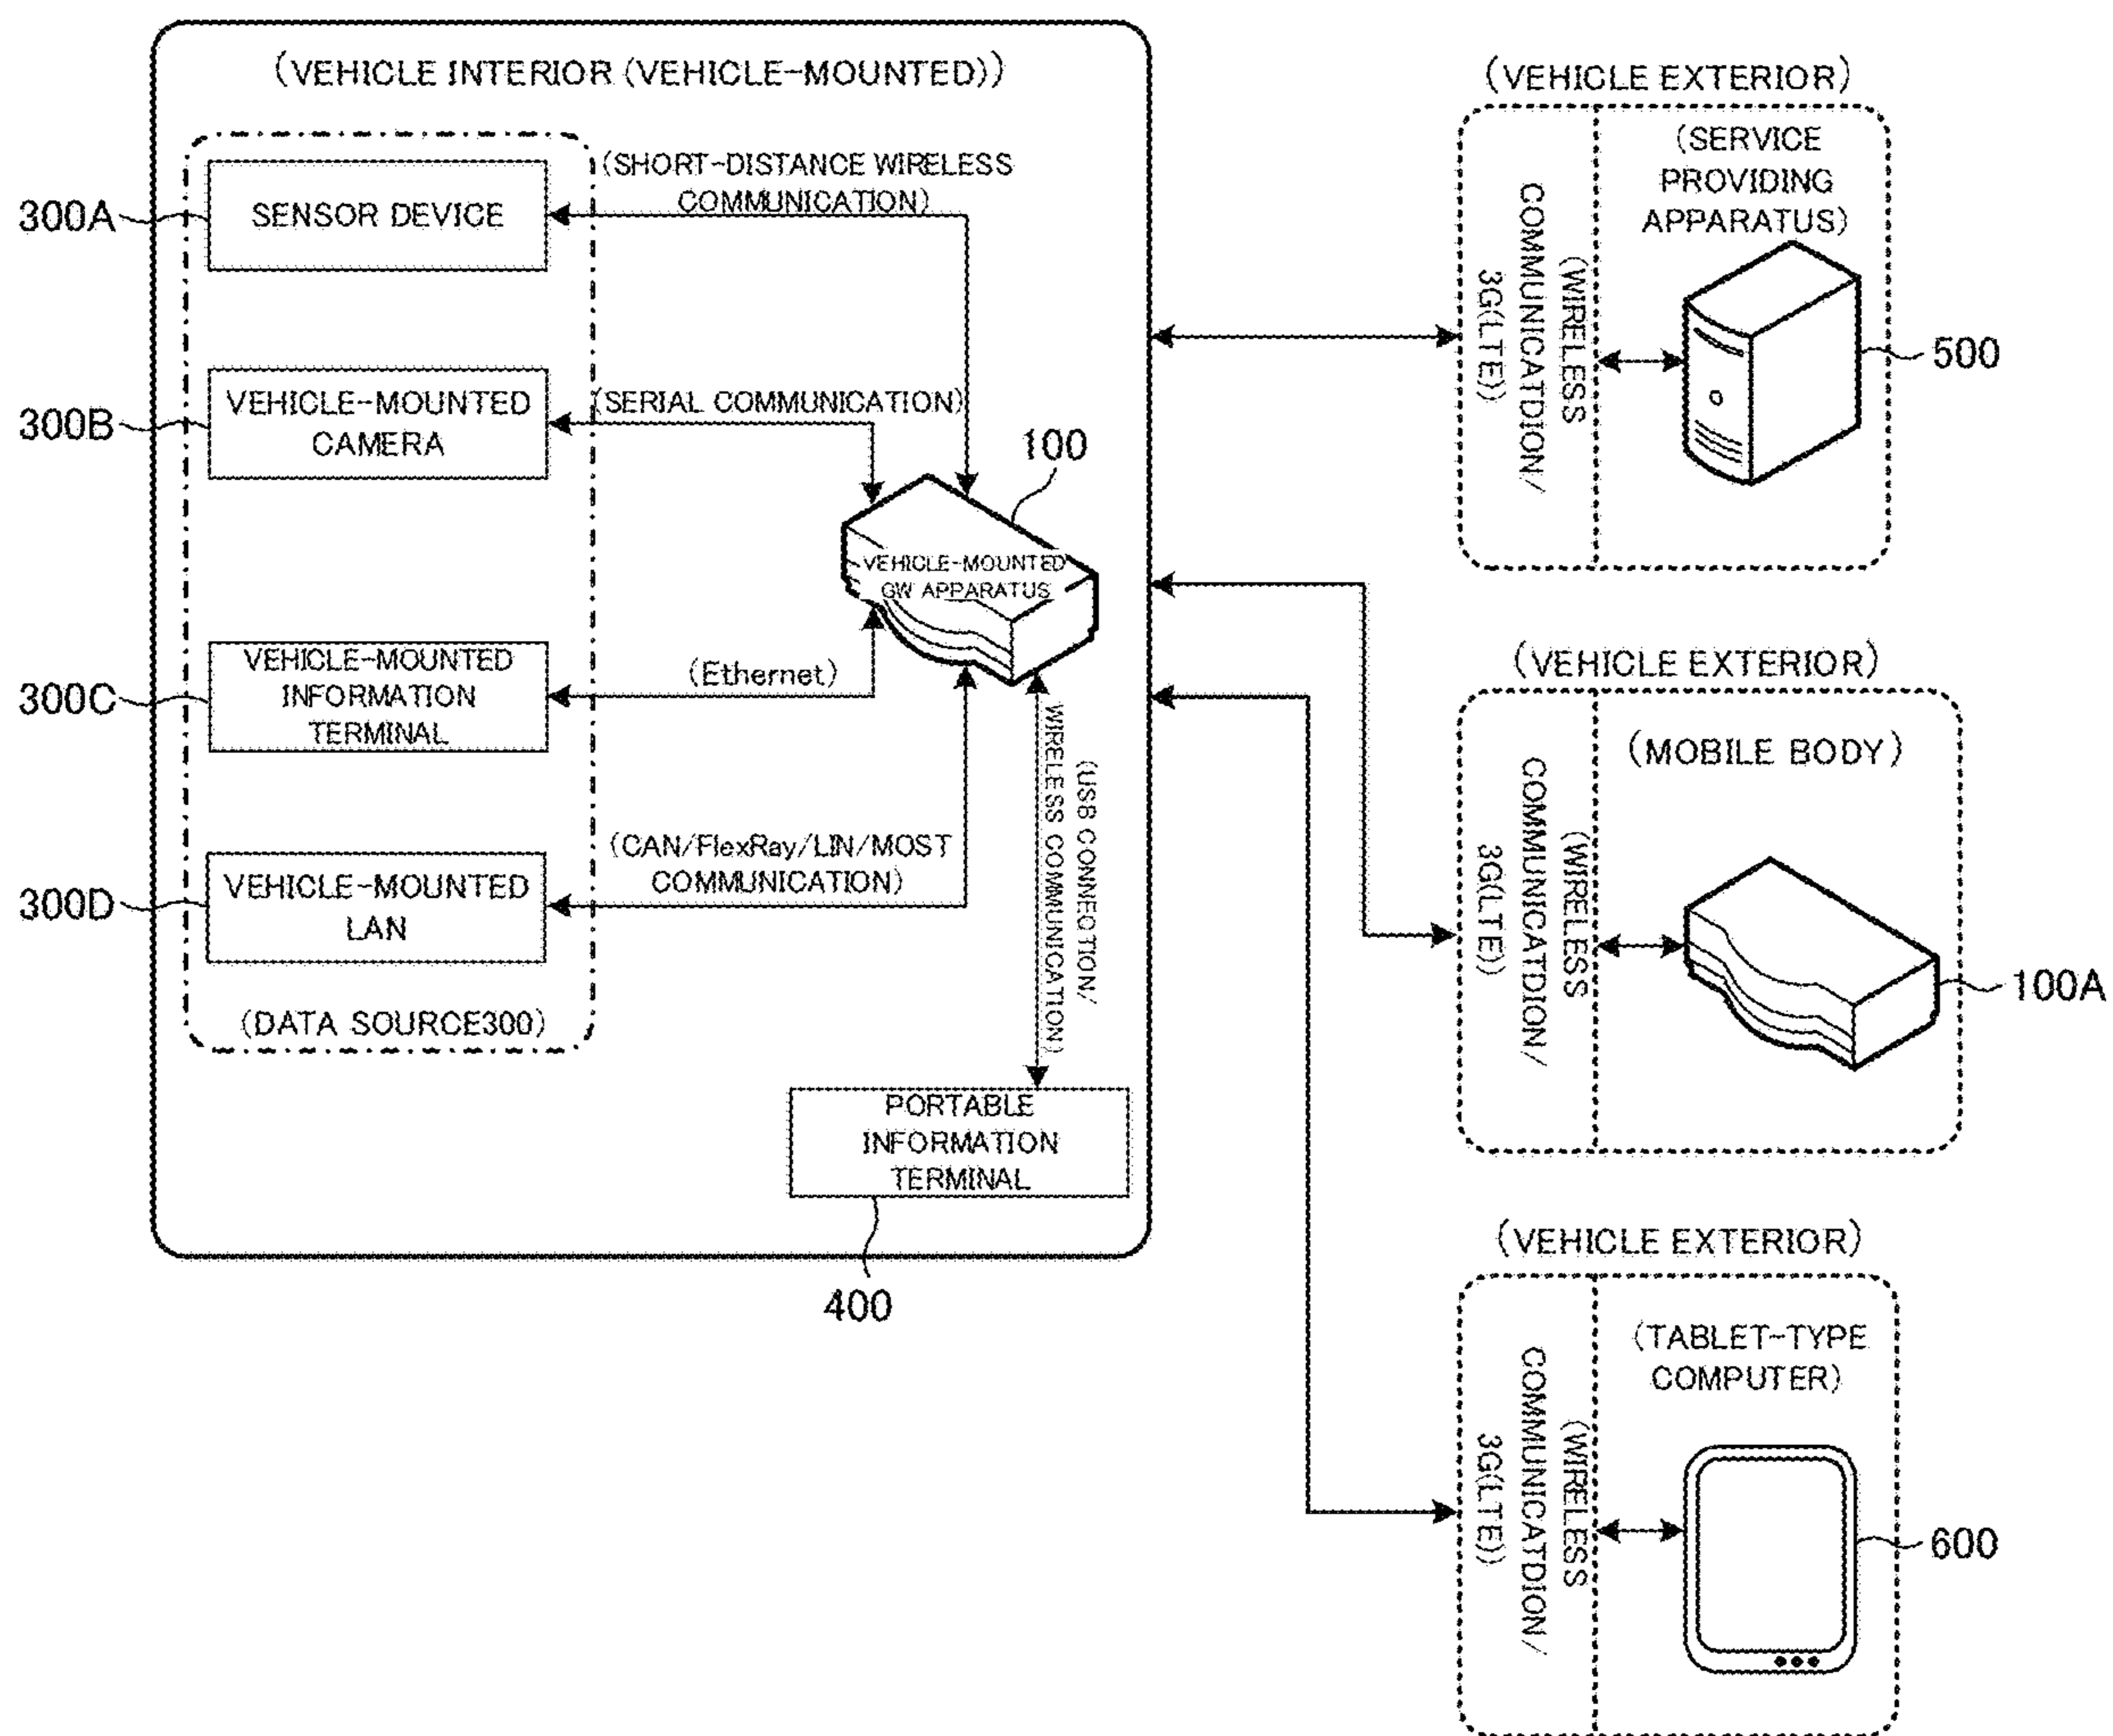 (VEHICLE INTERIOR (VEHICLE-MOUNTED))
300A
SENSOR DEVICE
(SHORT-DISTANCE WIRELESS
COMMUNICATION)
300B
VEHICLE-MOUNTED
CAMERA
(SERIAL COMMUNICATION)
100
VEHICLE-MOUNTED
GW APPARATUS
300C
VEHICLE-MOUNTED
INFORMATION
TERMINAL
(Ethernet)
300D
VEHICLE-MOUNTED
LAN
(CAN/FlexRay/LIN/MOST
COMMUNICATION)
(USB CONNECTION/
WIRELESS COMMUNICATION)
(DATA SOURCE300)
PORTABLE
INFORMATION
TERMINAL
400
(VEHICLE EXTERIOR)
(WIRELESS
COMMUNICATDION/
3G(LTE))
(SERVICE
PROVIDING
APPARATUS)
500
(VEHICLE EXTERIOR)
(WIRELESS
COMMUNICATDION/
3G(LTE))
(MOBILE BODY)
100A
(VEHICLE EXTERIOR)
(WIRELESS
COMMUNICATDION/
3G(LTE))
(TABLET-TYPE
COMPUTER)
600